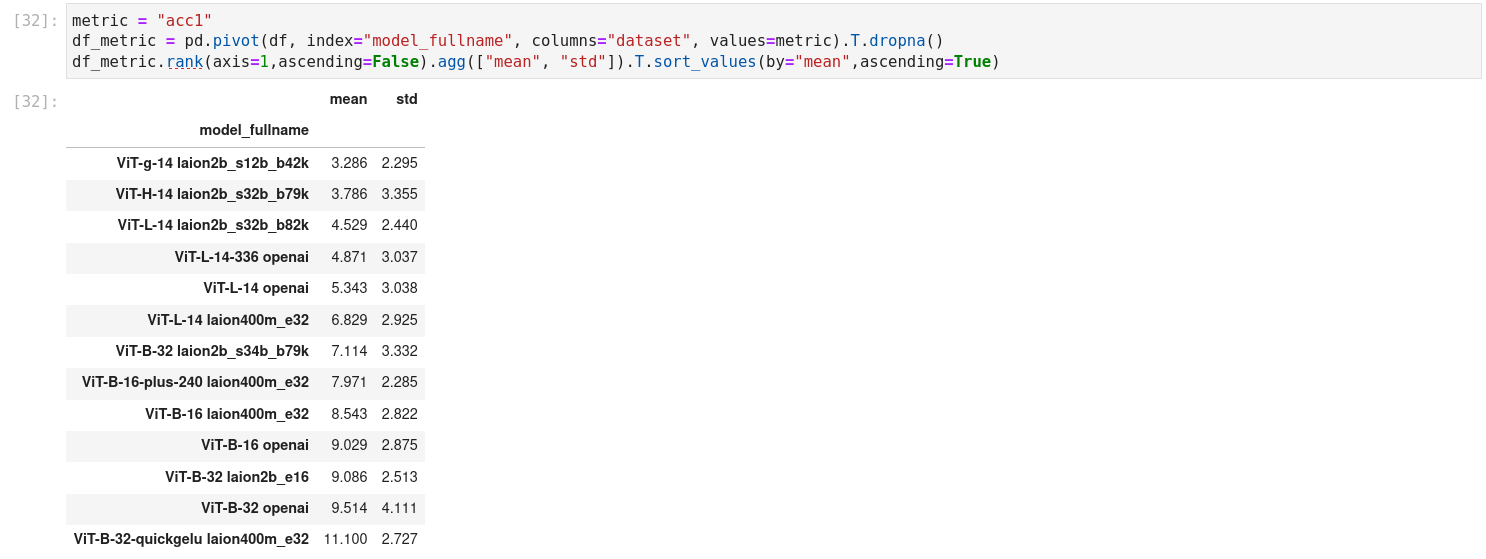 [32]: metric = "acc1"
df_metric = pd.pivot(df, index="model_fullname", columns="dataset", values=metric).T.dropna()
df_metric.rank(axis=1,ascending=False).agg(["mean", "std"]).T.sort_values(by="mean",ascending=True)
[32]: mean std
model_fullname
ViT-g-14 laion2b_s12b_b42k 3.286 2.295
ViT-H-14 laion2b_s32b_b79k 3.786 3.355
ViT-L-14 laion2b_s32b_b82k 4.529 2.440
ViT-L-14-336 openai 4.871 3.037
ViT-L-14 openai 5.343 3.038
ViT-L-14 laion400m_e32 6.829 2.925
ViT-B-32 laion2b_s34b_b79k 7.114 3.332
ViT-B-16-plus-240 laion400m_e32 7.971 2.285
ViT-B-16 laion400m_e32 8.543 2.822
ViT-B-16 openai 9.029 2.875
ViT-B-32 laion2b_e16 9.086 2.513
ViT-B-32 openai 9.514 4.111
ViT-B-32-quickgelu laion400m_e32 11.100 2.727